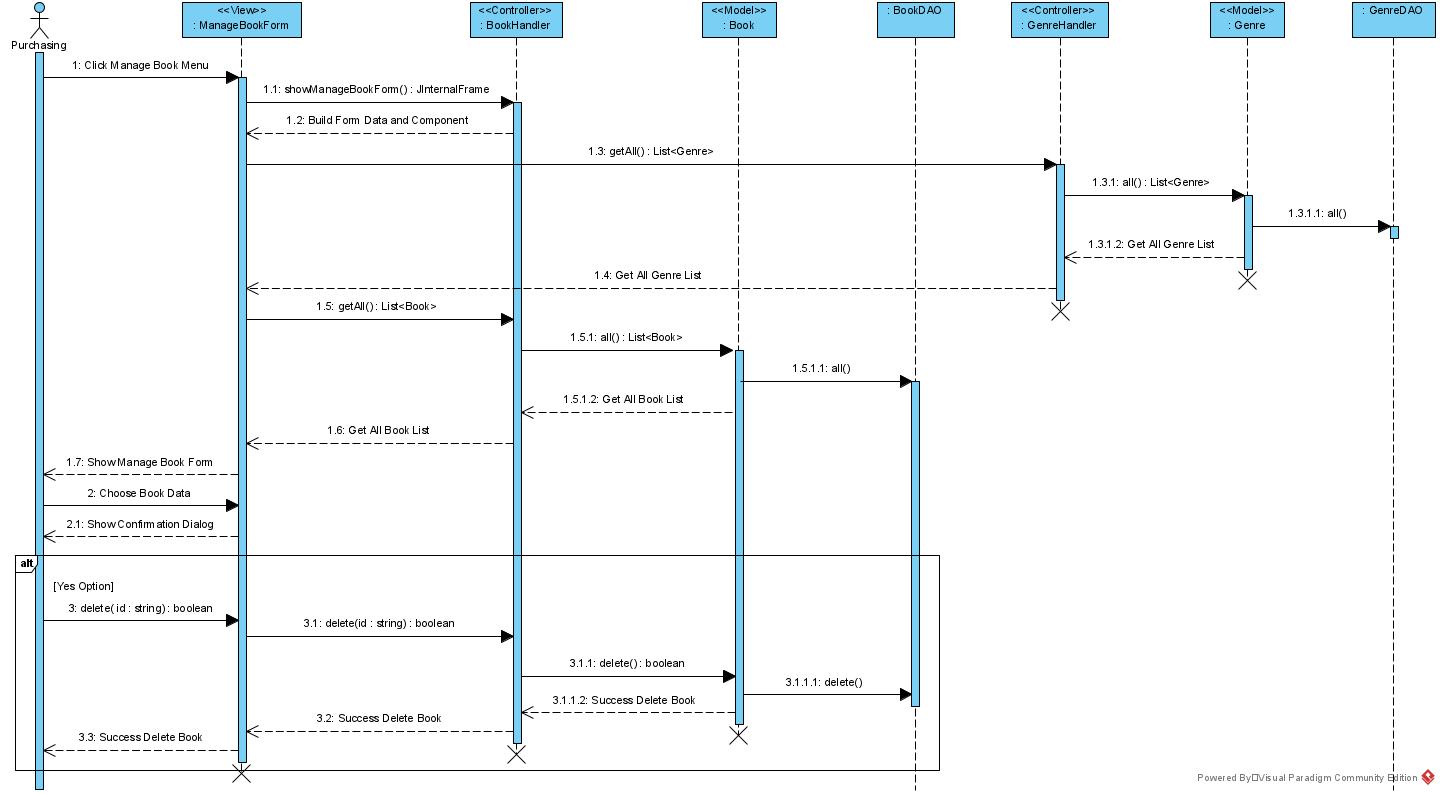 <<View>>
: ManageBookForm
<<Controller>>
: BookHandler
<<Model>>
: Book
: BookDAO
<<Controller>>
: GenreHandler
<<Model>>
: Genre
: GenreDAO
Purchasing
1: Click Manage Book Menu
1.1: showManageBookForm() : JInternalFrame
1.2: Build Form Data and Component
1.3: getAll() : List<Genre>
1.3.1: all() : List<Genre>
1.3.1.1: all()
1.3.1.2: Get All Genre List
1.4: Get All Genre List
1.5: getAll() : List<Book>
1.5.1: all() : List<Book>
1.5.1.1: all()
1.5.1.2: Get All Book List
1.6: Get All Book List
1.7: Show Manage Book Form
2: Choose Book Data
2.1: Show Confirmation Dialog
alt
[Yes Option]
3: delete( id : string) : boolean
3.1: delete(id : string) : boolean
3.1.1: delete() : boolean
3.1.1.1: delete()
3.1.1.2: Success Delete Book
3.2: Success Delete Book
3.3: Success Delete Book
Powered By□Visual Paradigm Community Edition